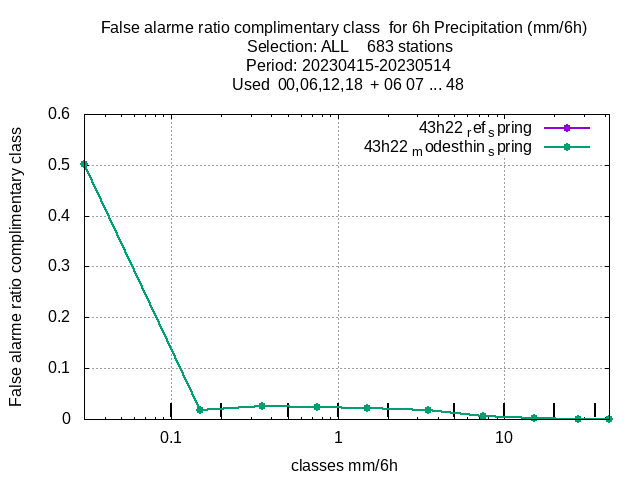 False alarme ratio complimentary class  for 6h Precipitation (mm/6h)
Selection: ALL    683 stations
Period: 20230415-20230514
Used  00,06,12,18  + 06 07 ... 48
43h22 ref spring
43h22 modesthin spring
False alarme ratio complimentary class
0.6
0.5
0.4
0.3
0.2
0.1
0
0.1 1 10
classes mm/6h